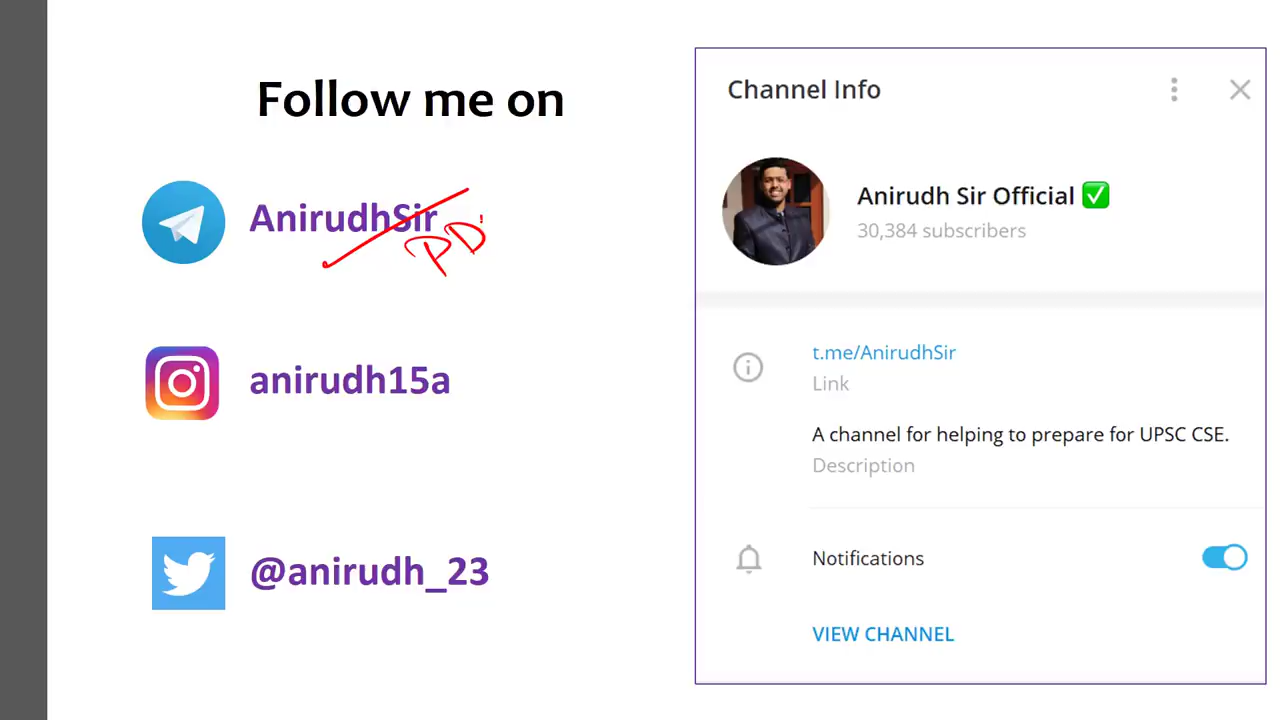 Follow me on
AnirudhSir
PD
anirudh15a
@anirudh_23
Channel Info
Anirudh Sir Official ✅
30,384 subscribers
t.me/AnirudhSir
Link
A channel for helping to prepare for UPSC CSE.
Description
Notifications
VIEW CHANNEL